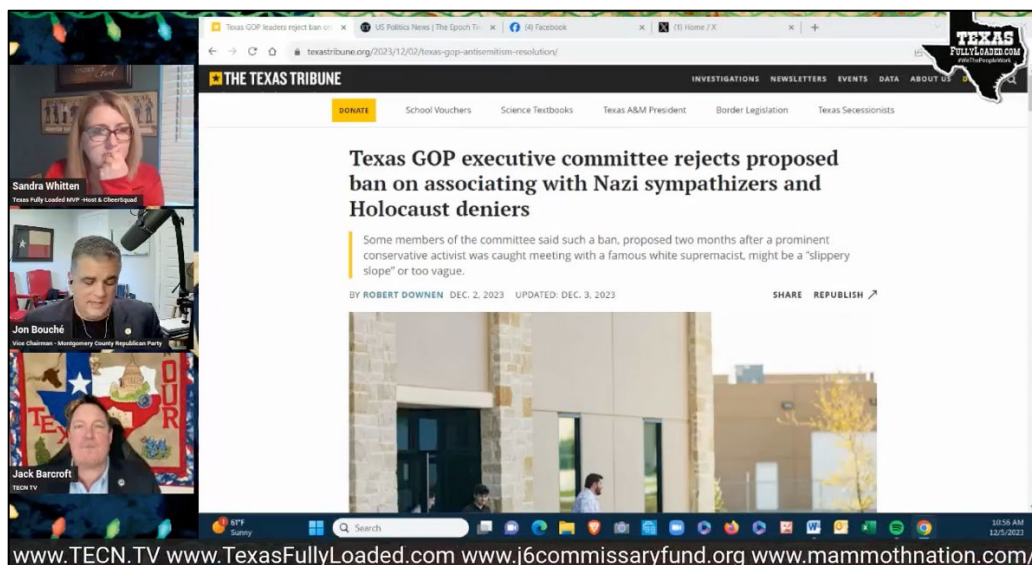 Texas GOP leaders reject ban on
US Politics News | The Epoch Ti
(4) Facebook
(1) Home / X
texastribune.org/2023/12/02/texas-gop-antisemitism-resolution/
TEXAS
FULLYLOADED.COM
#WeThePeopleWork
THE TEXAS TRIBUNE
INVESTIGATIONS NEWSLETTERS EVENTS DATA ABOUT US
DONATE School Vouchers Science Textbooks Texas A&M President Border Legislation Texas Secessionists
Texas GOP executive committee rejects proposed
ban on associating with Nazi sympathizers and
Holocaust deniers
Some members of the committee said such a ban, proposed two months after a prominent
conservative activist was caught meeting with a famous white supremacist, might be a “slippery
slope” or too vague.
BY ROBERT DOWNEN DEC. 2, 2023 UPDATED: DEC. 3, 2023 SHARE REPUBLISH
Sandra Whitten
Texas Fully Loaded MVP -Host & CheerSquad
Jon Bouché
Vice Chairman - Montgomery County Republican Party
TEX
OUR
Jack Barcroft
TECN TV
61°F
Sunny
Search
10:56 AM
12/5/2023
www.TECN.TV www.TexasFullyLoaded.com www.j6commissaryfund.org www.mammothnation.com/